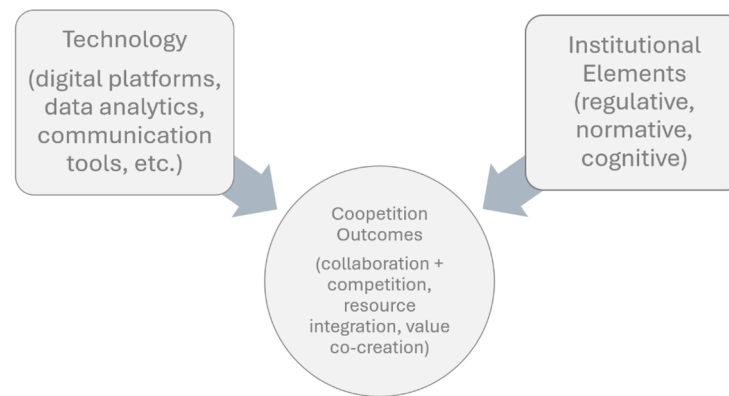 Technology
(digital platforms,
data analytics,
communication
tools, etc.)
Institutional
Elements
(regulative,
normative,
cognitive)
Coopetition
Outcomes
(collaboration +
competition,
resource
integration, value
co-creation)